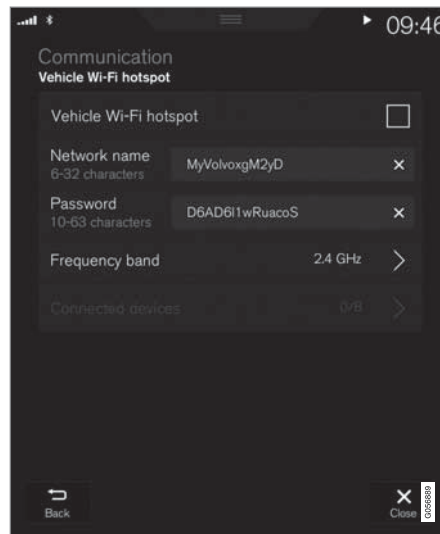 09:46
Communication
Vehicle Wi-Fi hotspot
Vehicle Wi-Fi hotspot
Network name
6-32 characters
MyVolvoxgM2yD
Password
10-63 characters
D6AD6l1wRuacoS
Frequency band
2.4 GHz
Connected devices
0/8
Back
Close
G056889